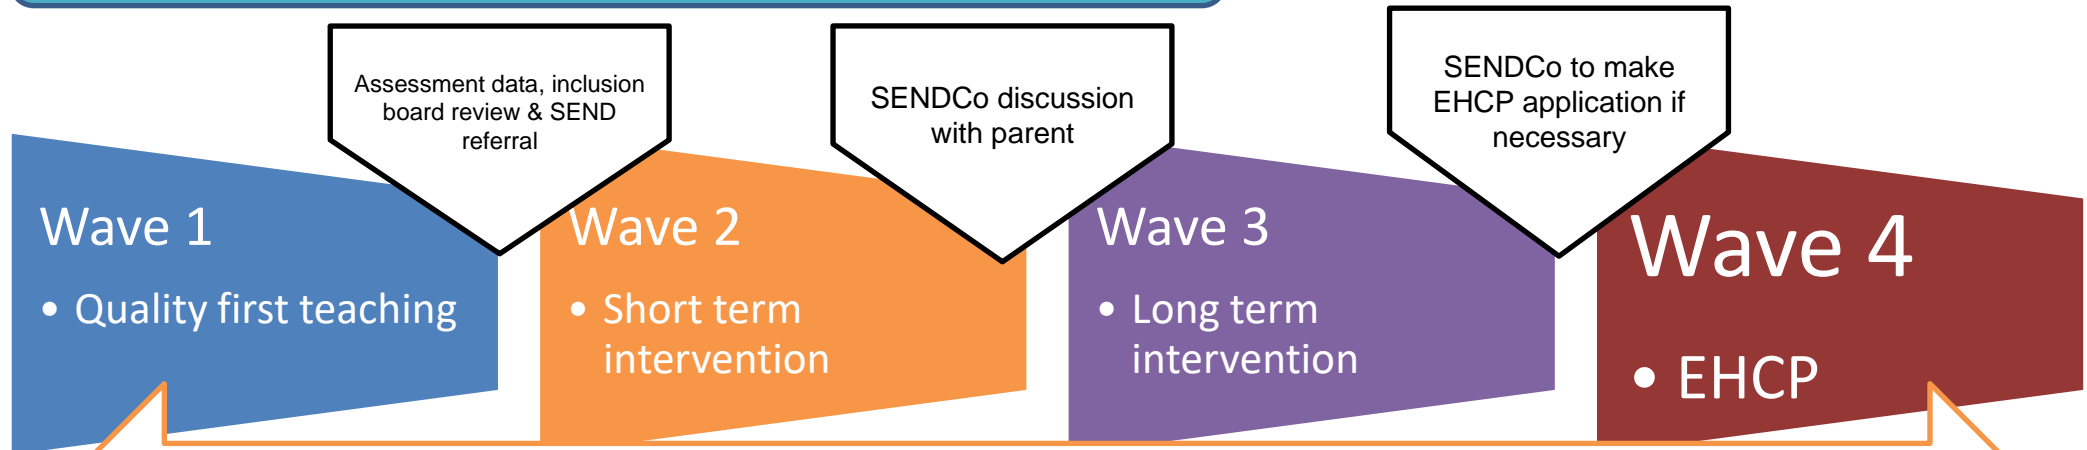 Assessment data, inclusion
board review & SEND
referral
SENDCo discussion
with parent
SENDCo to make
EHCP application if
necessary
Wave 1
• Quality first teaching
Wave 2
• Short term
intervention
Wave 3
• Long term
intervention
Wave 4
• EHCP